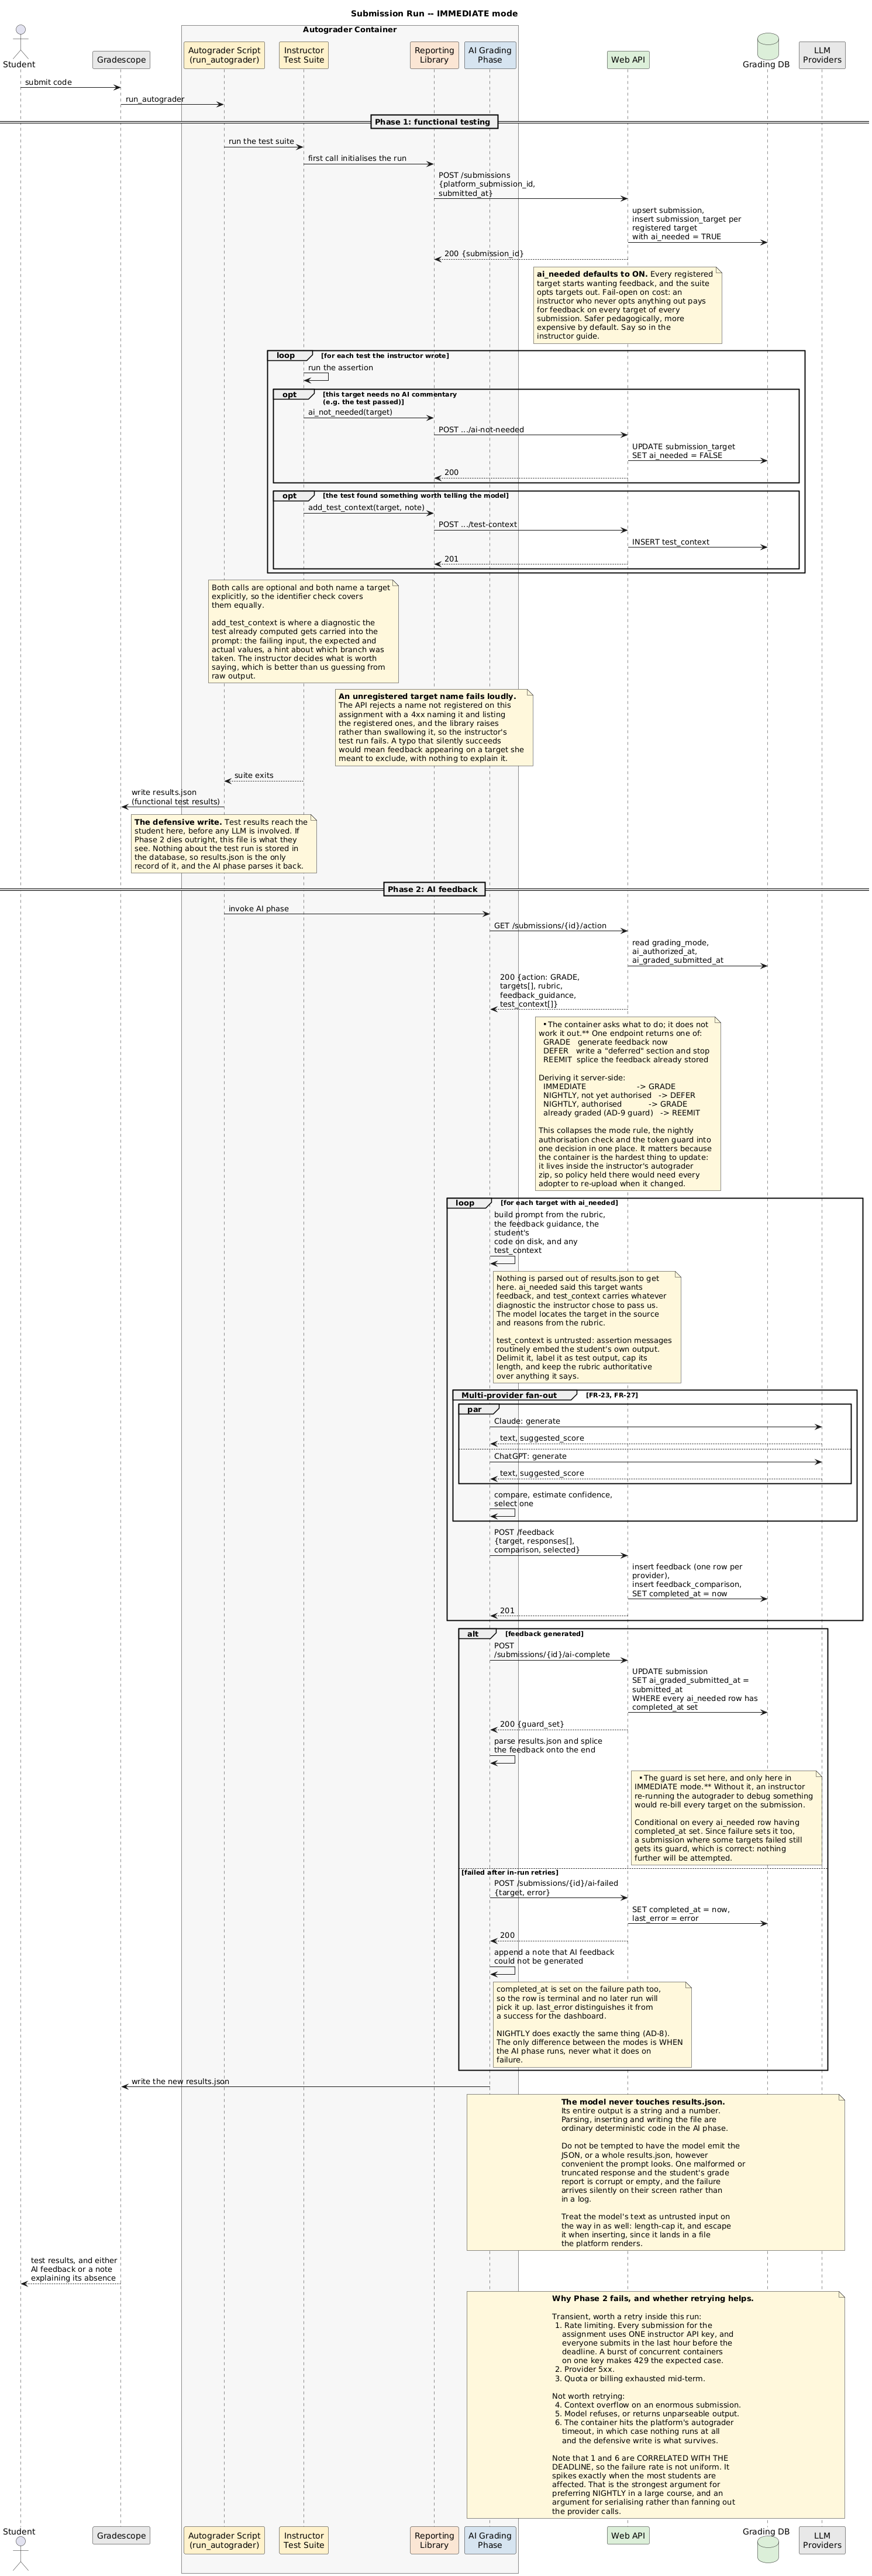 Submission Run -- IMMEDIATE mode
Autograder Container
Student
Gradescope
Autograder Script
(run_autograder)
Instructor
Test Suite
Reporting
Library
AI Grading
Phase
Web API
Grading DB
LLM
Providers
submit code
run_autograder
Phase 1: functional testing
run the test suite
first call initialises the run
POST /submissions
{platform_submission_id,
submitted_at}
upsert submission,
insert submission_target per
registered target
with ai_needed = TRUE
200 {submission_id}
ai_needed defaults to ON. Every registered
target starts wanting feedback, and the suite
opts targets out. Fail-open on cost: an
instructor who never opts anything out pays
for feedback on every target of every
submission. Safer pedagogically, more
expensive by default. Say so in the
instructor guide.
loop [for each test the instructor wrote]
run the assertion
opt [this target needs no AI commentary
(e.g. the test passed)]
ai_not_needed(target)
POST .../ai-not-needed
UPDATE submission_target
SET ai_needed = FALSE
200
opt [the test found something worth telling the model]
add_test_context(target, note)
POST .../test-context
INSERT test_context
201
Both calls are optional and both name a target
explicitly, so the identifier check covers
them equally.
add_test_context is where a diagnostic the
test already computed gets carried into the
prompt: the failing input, the expected and
actual values, a hint about which branch was
taken. The instructor decides what is worth
saying, which is better than us guessing from
raw output.
An unregistered target name fails loudly.
The API rejects a name not registered on this
assignment with a 4xx naming it and listing
the registered ones, and the library raises
rather than swallowing it, so the instructor's
test run fails. A typo that silently succeeds
would mean feedback appearing on a target she
meant to exclude, with nothing to explain it.
suite exits
write results.json
(functional test results)
The defensive write. Test results reach the
student here, before any LLM is involved. If
Phase 2 dies outright, this file is what they
see. Nothing about the test run is stored in
the database, so results.json is the only
record of it, and the AI phase parses it back.
Phase 2: AI feedback
invoke AI phase
GET /submissions/{id}/action
read grading_mode,
ai_authorized_at,
ai_graded_submitted_at
200 {action: GRADE,
targets[], rubric,
feedback_guidance,
test_context[]}
•The container asks what to do; it does not
work it out.** One endpoint returns one of:
GRADE generate feedback now
DEFER write a "deferred" section and stop
REEMIT splice the feedback already stored
Deriving it server-side:
IMMEDIATE -> GRADE
NIGHTLY, not yet authorised -> DEFER
NIGHTLY, authorised -> GRADE
already graded (AD-9 guard) -> REEMIT
This collapses the mode rule, the nightly
authorisation check and the token guard into
one decision in one place. It matters because
the container is the hardest thing to update:
it lives inside the instructor's autograder
zip, so policy held there would need every
adopter to re-upload when it changed.
loop [for each target with ai_needed]
build prompt from the rubric,
the feedback guidance, the
student's
code on disk, and any
test_context
Nothing is parsed out of results.json to get
here. ai_needed said this target wants
feedback, and test_context carries whatever
diagnostic the instructor chose to pass us.
The model locates the target in the source
and reasons from the rubric.
test_context is untrusted: assertion messages
routinely embed the student's own output.
Delimit it, label it as test output, cap its
length, and keep the rubric authoritative
over anything it says.
Multi-provider fan-out [FR-23, FR-27]
par
Claude: generate
text, suggested_score
ChatGPT: generate
text, suggested_score
compare, estimate confidence,
select one
POST /feedback
{target, responses[],
comparison, selected}
insert feedback (one row per
provider),
insert feedback_comparison,
SET completed_at = now
201
alt [feedback generated]
POST
/submissions/{id}/ai-complete
UPDATE submission
SET ai_graded_submitted_at =
submitted_at
WHERE every ai_needed row has
completed_at set
200 {guard_set}
parse results.json and splice
the feedback onto the end
•The guard is set here, and only here in
IMMEDIATE mode.** Without it, an instructor
re-running the autograder to debug something
would re-bill every target on the submission.
Conditional on every ai_needed row having
completed_at set. Since failure sets it too,
a submission where some targets failed still
gets its guard, which is correct: nothing
further will be attempted.
[failed after in-run retries]
POST /submissions/{id}/ai-failed
{target, error}
SET completed_at = now,
last_error = error
200
append a note that AI feedback
could not be generated
completed_at is set on the failure path too,
so the row is terminal and no later run will
pick it up. last_error distinguishes it from
a success for the dashboard.
NIGHTLY does exactly the same thing (AD-8).
The only difference between the modes is WHEN
the AI phase runs, never what it does on
failure.
write the new results.json
The model never touches results.json.
Its entire output is a string and a number.
Parsing, inserting and writing the file are
ordinary deterministic code in the AI phase.
Do not be tempted to have the model emit the
JSON, or a whole results.json, however
convenient the prompt looks. One malformed or
truncated response and the student's grade
report is corrupt or empty, and the failure
arrives silently on their screen rather than
in a log.
Treat the model's text as untrusted input on
the way in as well: length-cap it, and escape
it when inserting, since it lands in a file
the platform renders.
test results, and either
AI feedback or a note
explaining its absence
Why Phase 2 fails, and whether retrying helps.
Transient, worth a retry inside this run:
1. Rate limiting. Every submission for the
assignment uses ONE instructor API key, and
everyone submits in the last hour before the
deadline. A burst of concurrent containers
on one key makes 429 the expected case.
2. Provider 5xx.
3. Quota or billing exhausted mid-term.
Not worth retrying:
4. Context overflow on an enormous submission.
5. Model refuses, or returns unparseable output.
6. The container hits the platform's autograder
timeout, in which case nothing runs at all
and the defensive write is what survives.
Note that 1 and 6 are CORRELATED WITH THE
DEADLINE, so the failure rate is not uniform. It
spikes exactly when the most students are
affected. That is the strongest argument for
preferring NIGHTLY in a large course, and an
argument for serialising rather than fanning out
the provider calls.
Student
Gradescope
Autograder Script
(run_autograder)
Instructor
Test Suite
Reporting
Library
AI Grading
Phase
Web API
Grading DB
LLM
Providers